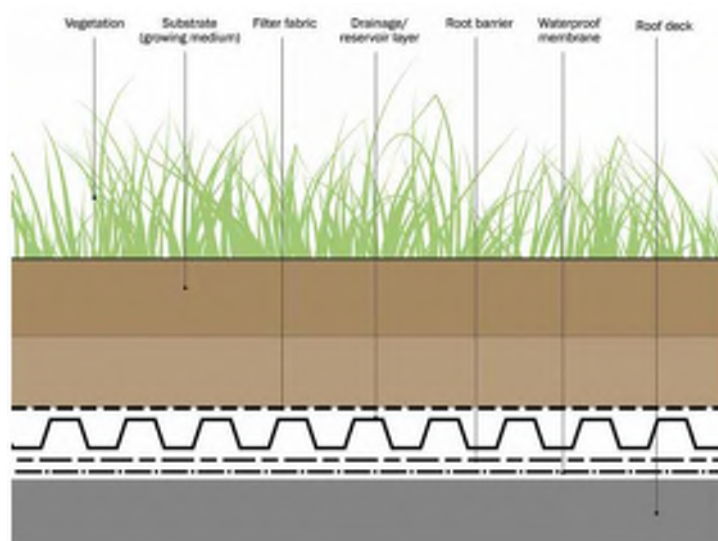 Vegetation
Substrate
(growing medium)
Filter fabric
Drainage/
reservoir layer
Root barrier
Waterproof
membrane
Roof deck